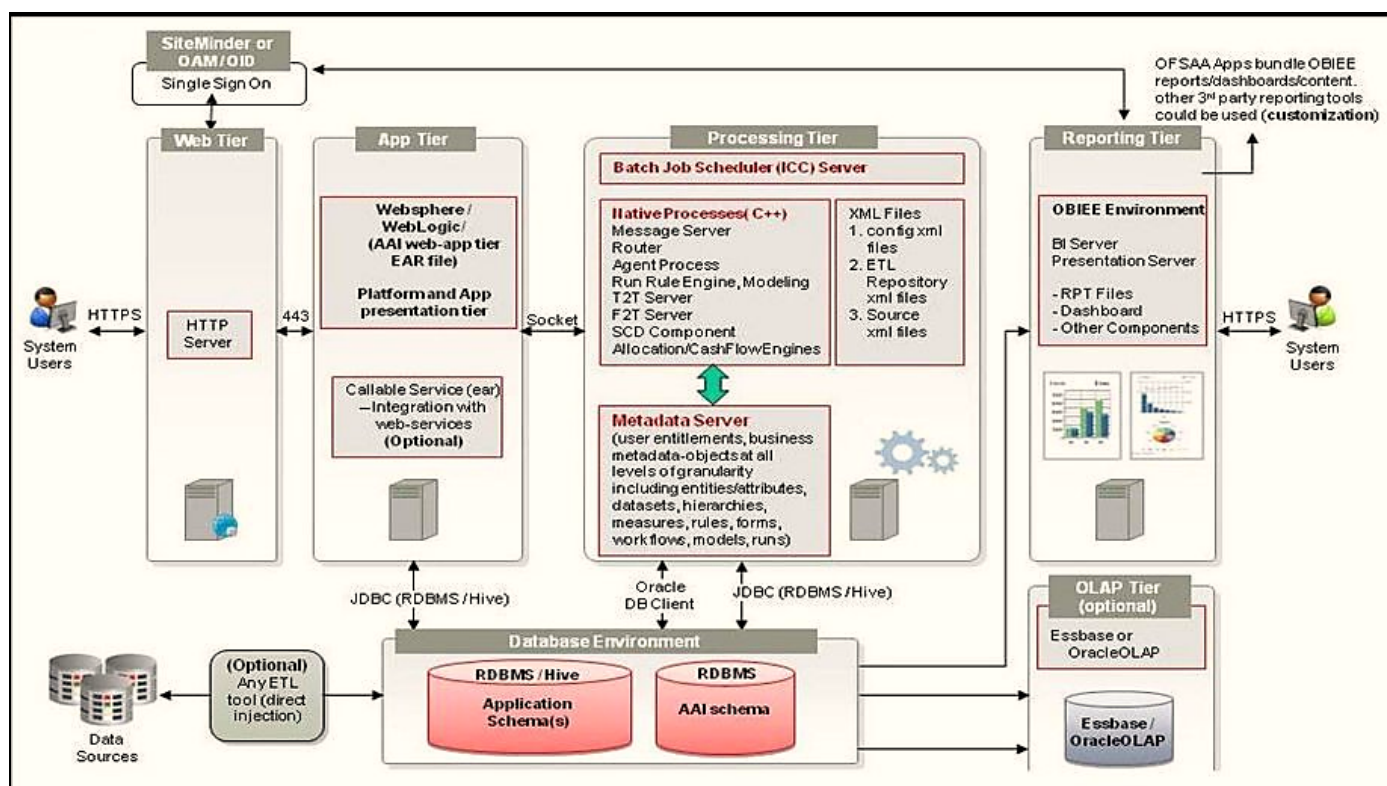 SiteMinder or
OAM/OID
Single Sign On
OFSAA Apps bundle OBIEE
reports/dashboards/content.
other 3rd party reporting tools
could be used (customization)
Web Tier
HTTP
Server
App Tier
Websphere /
WebLogic/
(AAI web-app tier
EAR file)
Platform and App
presentation tier
Callable Service (ear)
—Integration with
web-services
(Optional)
Processing Tier
Batch Job Scheduler (ICC) Server
Native Processes( C++)
Message Server
Router
Agent Process
Run Rule Engine, Modeling
T2T Server
F2T Server
SCD Component
Allocation/CashFlowEngines
XML Files
1. config xml
files
2. ETL
Repository
xml files
3. Source
xml files
Metadata Server
(user entitlements, business
metadata-objects at all
levels of granularity
including entities/attributes,
datasets, hierarchies,
measures, rules, forms,
workflows, models, runs)
Reporting Tier
OBIEE Environment
BI Server
Presentation Server
- RPT Files
- Dashboard
- Other Components
System
Users
HTTPS
443
Socket
HTTPS
System
Users
JDBC (RDBMS / Hive)
Oracle
DB Client
JDBC (RDBMS / Hive)
OLAP Tier
(optional)
Essbase or
OracleOLAP
Essbase /
OracleOLAP
Database Environment
RDBMS / Hive
Application
Schema(s)
RDBMS
AAI schema
(Optional)
Any ETL
tool (direct
injection)
Data
Sources